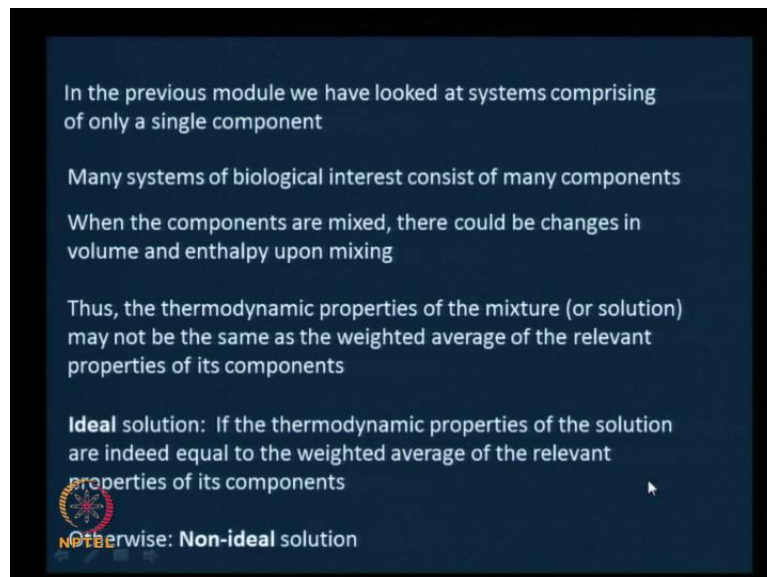 In the previous module we have looked at systems comprising
of only a single component
Many systems of biological interest consist of many components
When the components are mixed, there could be changes in
volume and enthalpy upon mixing
Thus, the thermodynamic properties of the mixture (or solution)
may not be the same as the weighted average of the relevant
properties of its components
Ideal solution: If the thermodynamic properties of the solution
are indeed equal to the weighted average of the relevant
properties of its components
Otherwise: Non-ideal solution
NPTEL